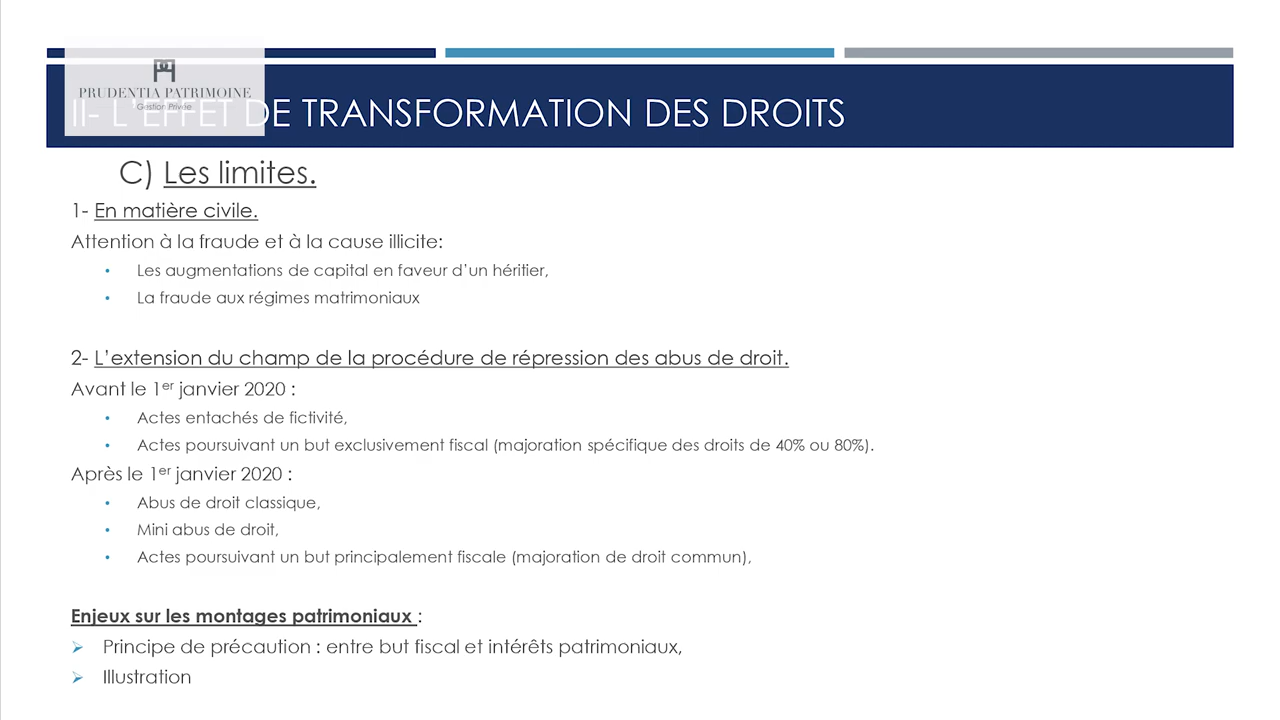 PRUDENTIA PATRIMOINE
Gestion Privée
II- L'EFFET DE TRANSFORMATION DES DROITS
C) Les limites.
1- En matière civile.
Attention à la fraude et à la cause illicite:
• Les augmentations de capital en faveur d'un héritier,
• La fraude aux régimes matrimoniaux
2- L'extension du champ de la procédure de répression des abus de droit.
Avant le 1er janvier 2020 :
• Actes entachés de fictivité,
• Actes poursuivant un but exclusivement fiscal (majoration spécifique des droits de 40% ou 80%).
Après le 1er janvier 2020 :
• Abus de droit classique,
• Mini abus de droit,
• Actes poursuivant un but principalement fiscale (majoration de droit commun),
Enjeux sur les montages patrimoniaux :
➢ Principe de précaution : entre but fiscal et intérêts patrimoniaux,
➢ Illustration